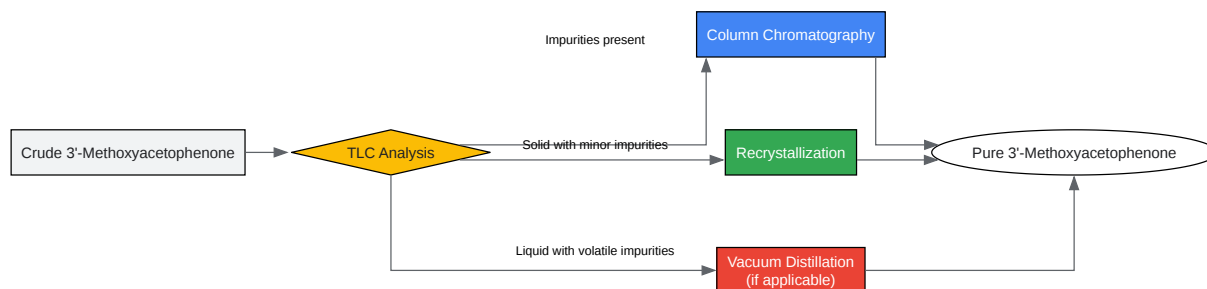 Impurities present
Column Chromatography
Crude 3'-Methoxyacetophenone
TLC Analysis
Solid with minor impurities
Recrystallization
Pure 3'-Methoxyacetophenone
Liquid with volatile impurities
Vacuum Distillation
(if applicable)